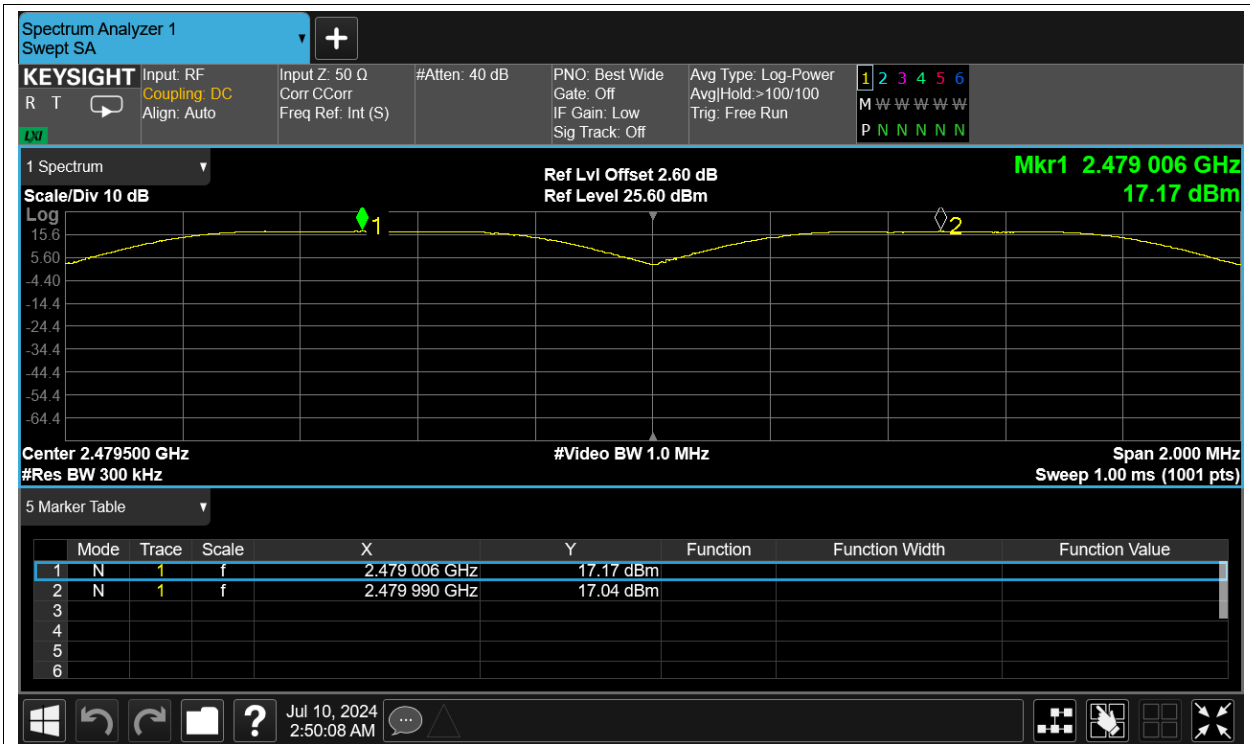 Spectrum Analyzer 1
Swept SA
KEYSIGHT Input: RF Input Z: 50 Ω #Atten: 40 dB PNO: Best Wide Avg Type: Log-Power 1 2 3 4 5 6
R T Coupling: DC Corr CCorr Gate: Off Avg|Hold:>100/100 M W W W W W
Align: Auto Freq Ref: Int (S) IF Gain: Low Trig: Free Run
LXI Sig Track: Off P N N N N N
1 Spectrum Ref Lvl Offset 2.60 dB Mkr1 2.479 006 GHz
Scale/Div 10 dB Ref Level 25.60 dBm 17.17 dBm
Log
1 2
15.6
5.60
-4.40
-14.4
-24.4
-34.4
-44.4
-54.4
-64.4
Center 2.479500 GHz #Video BW 1.0 MHz Span 2.000 MHz
#Res BW 300 kHz Sweep 1.00 ms (1001 pts)
5 Marker Table
Mode Trace Scale X Y Function Function Width Function Value
1 N 1 f 2.479 006 GHz 17.17 dBm
2 N 1 f 2.479 990 GHz 17.04 dBm
3
4
5
6
? Jul 10, 2024
2:50:08 AM